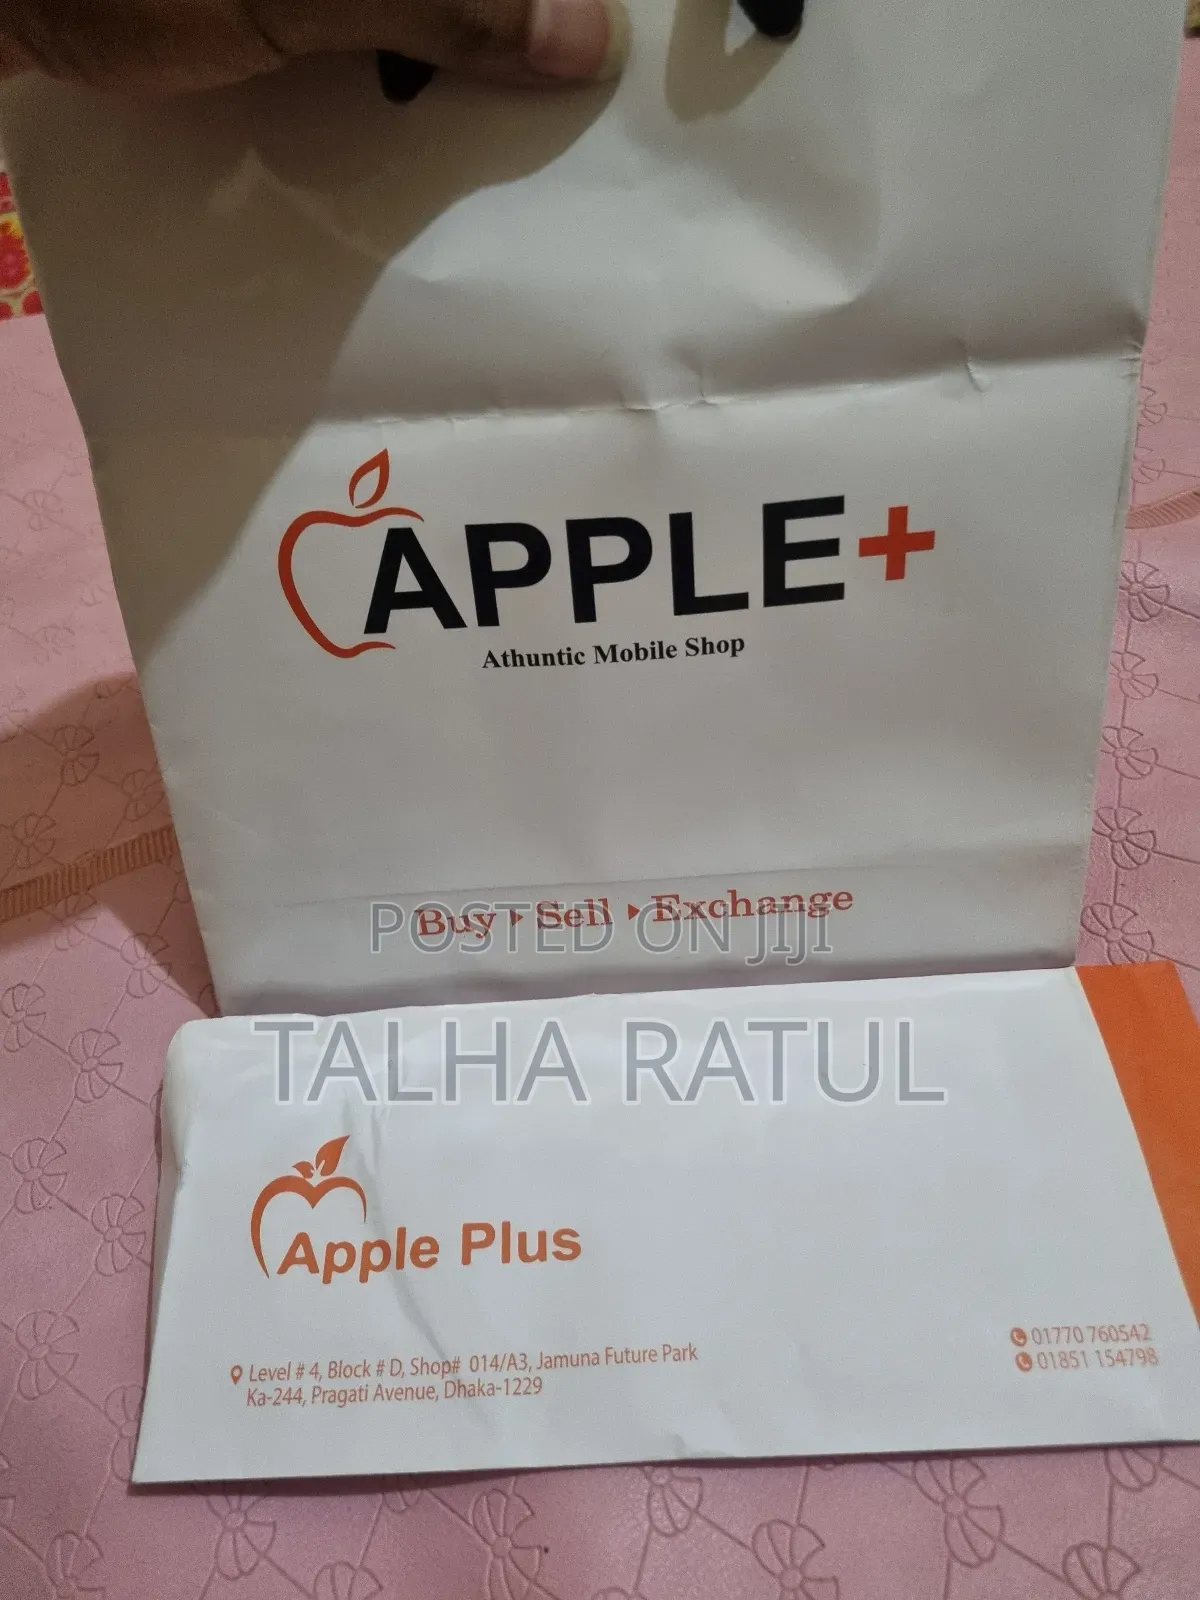 APPLE+
Athuntic Mobile Shop
Buy ▸ Sell ▸ Exchange
POSTED ON JIJI
TALHA RATUL
Apple Plus
Level # 4, Block # D, Shop# 014/A3, Jamuna Future Park
Ka-244, Pragati Avenue, Dhaka-1229
01770 760542
01851 154798